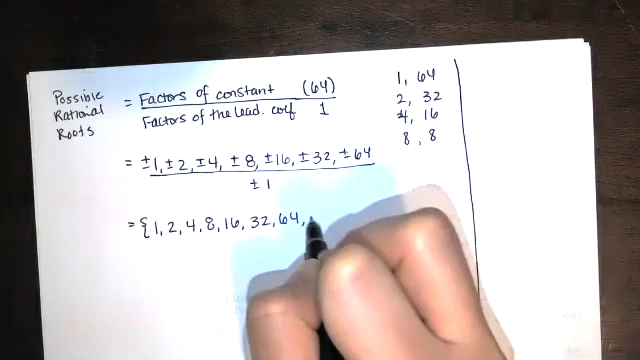 Possible
Rational
Roots
= Factors of constant (64)
Factors of the lead. coef 1
= ±1, ±2, ±4, ±8, ±16, ±32, ±64
±1
= {1, 2, 4, 8, 16, 32, 64,
1, 64
2, 32
4, 16
8, 8